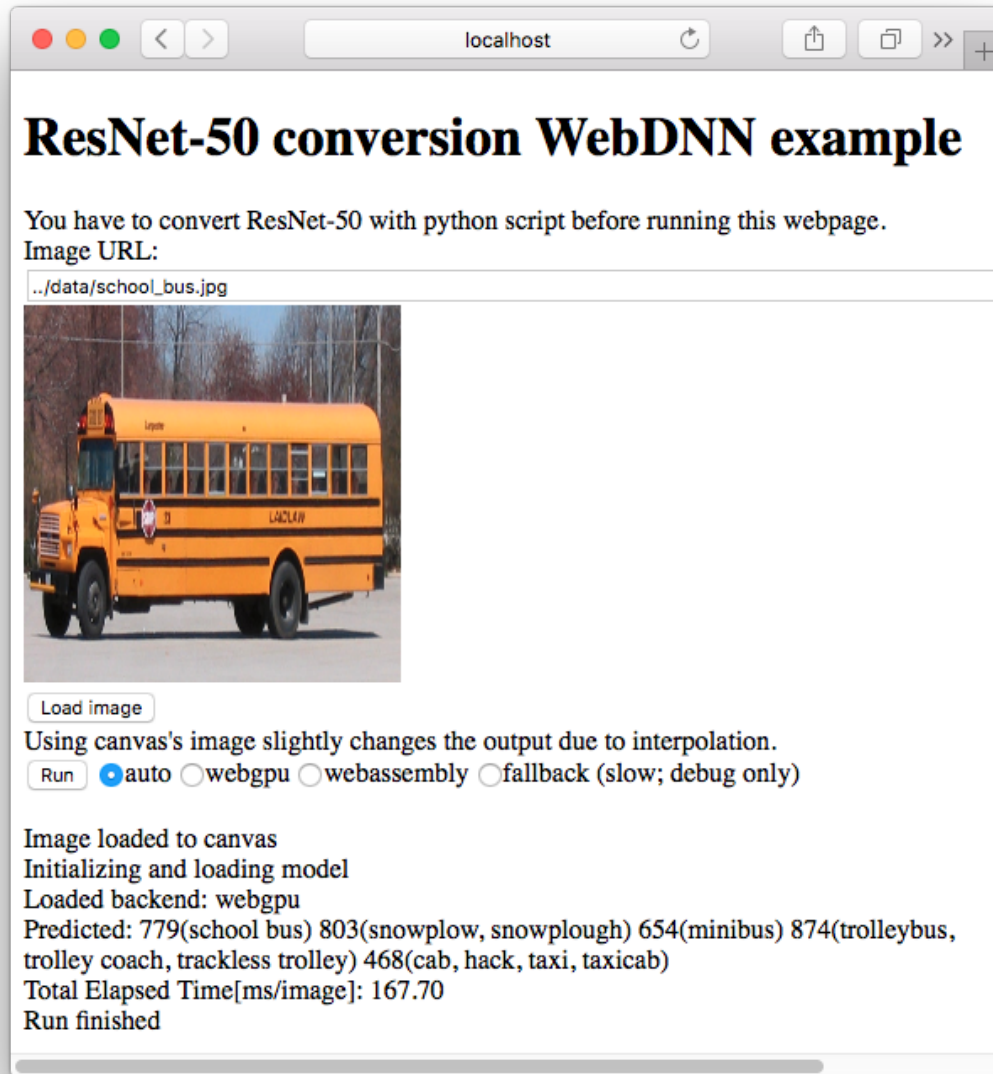 localhost
ResNet-50 conversion WebDNN example
You have to convert ResNet-50 with python script before running this webpage.
Image URL:
../data/school_bus.jpg
LAIDLAW
Load image
Using canvas's image slightly changes the output due to interpolation.
Run auto webgpu webassembly fallback (slow; debug only)
Image loaded to canvas
Initializing and loading model
Loaded backend: webgpu
Predicted: 779(school bus) 803(snowplow, snowplough) 654(minibus) 874(trolleybus,
trolley coach, trackless trolley) 468(cab, hack, taxi, taxicab)
Total Elapsed Time[ms/image]: 167.70
Run finished